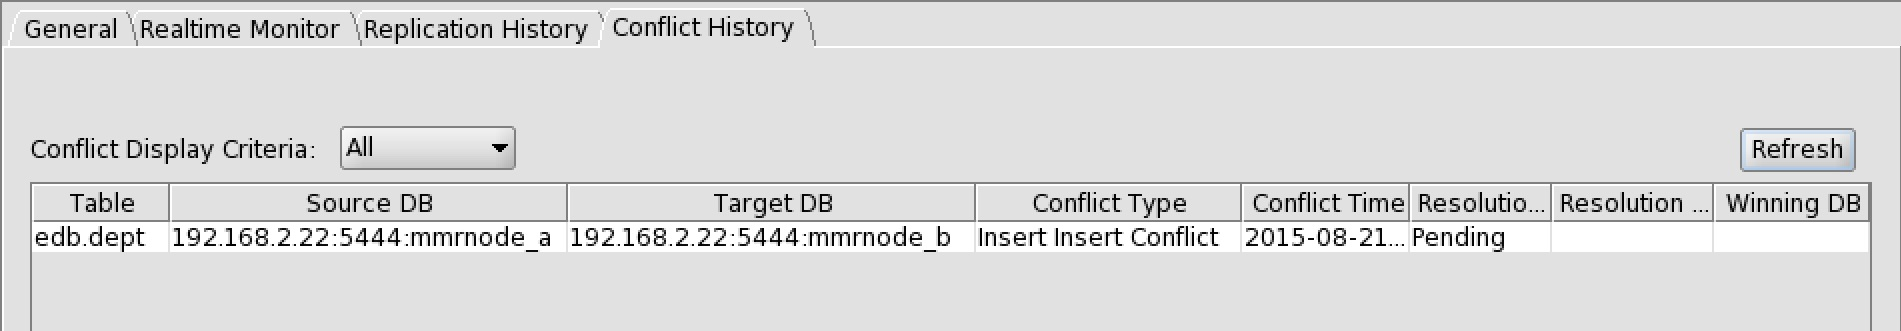 General Realtime Monitor Replication History Conflict History
Conflict Display Criteria: All Refresh
Table Source DB Target DB Conflict Type Conflict Time Resolutio... Resolution ... Winning DB
edb.dept 192.168.2.22:5444:mmrnode_a 192.168.2.22:5444:mmrnode_b Insert Insert Conflict 2015-08-21... Pending